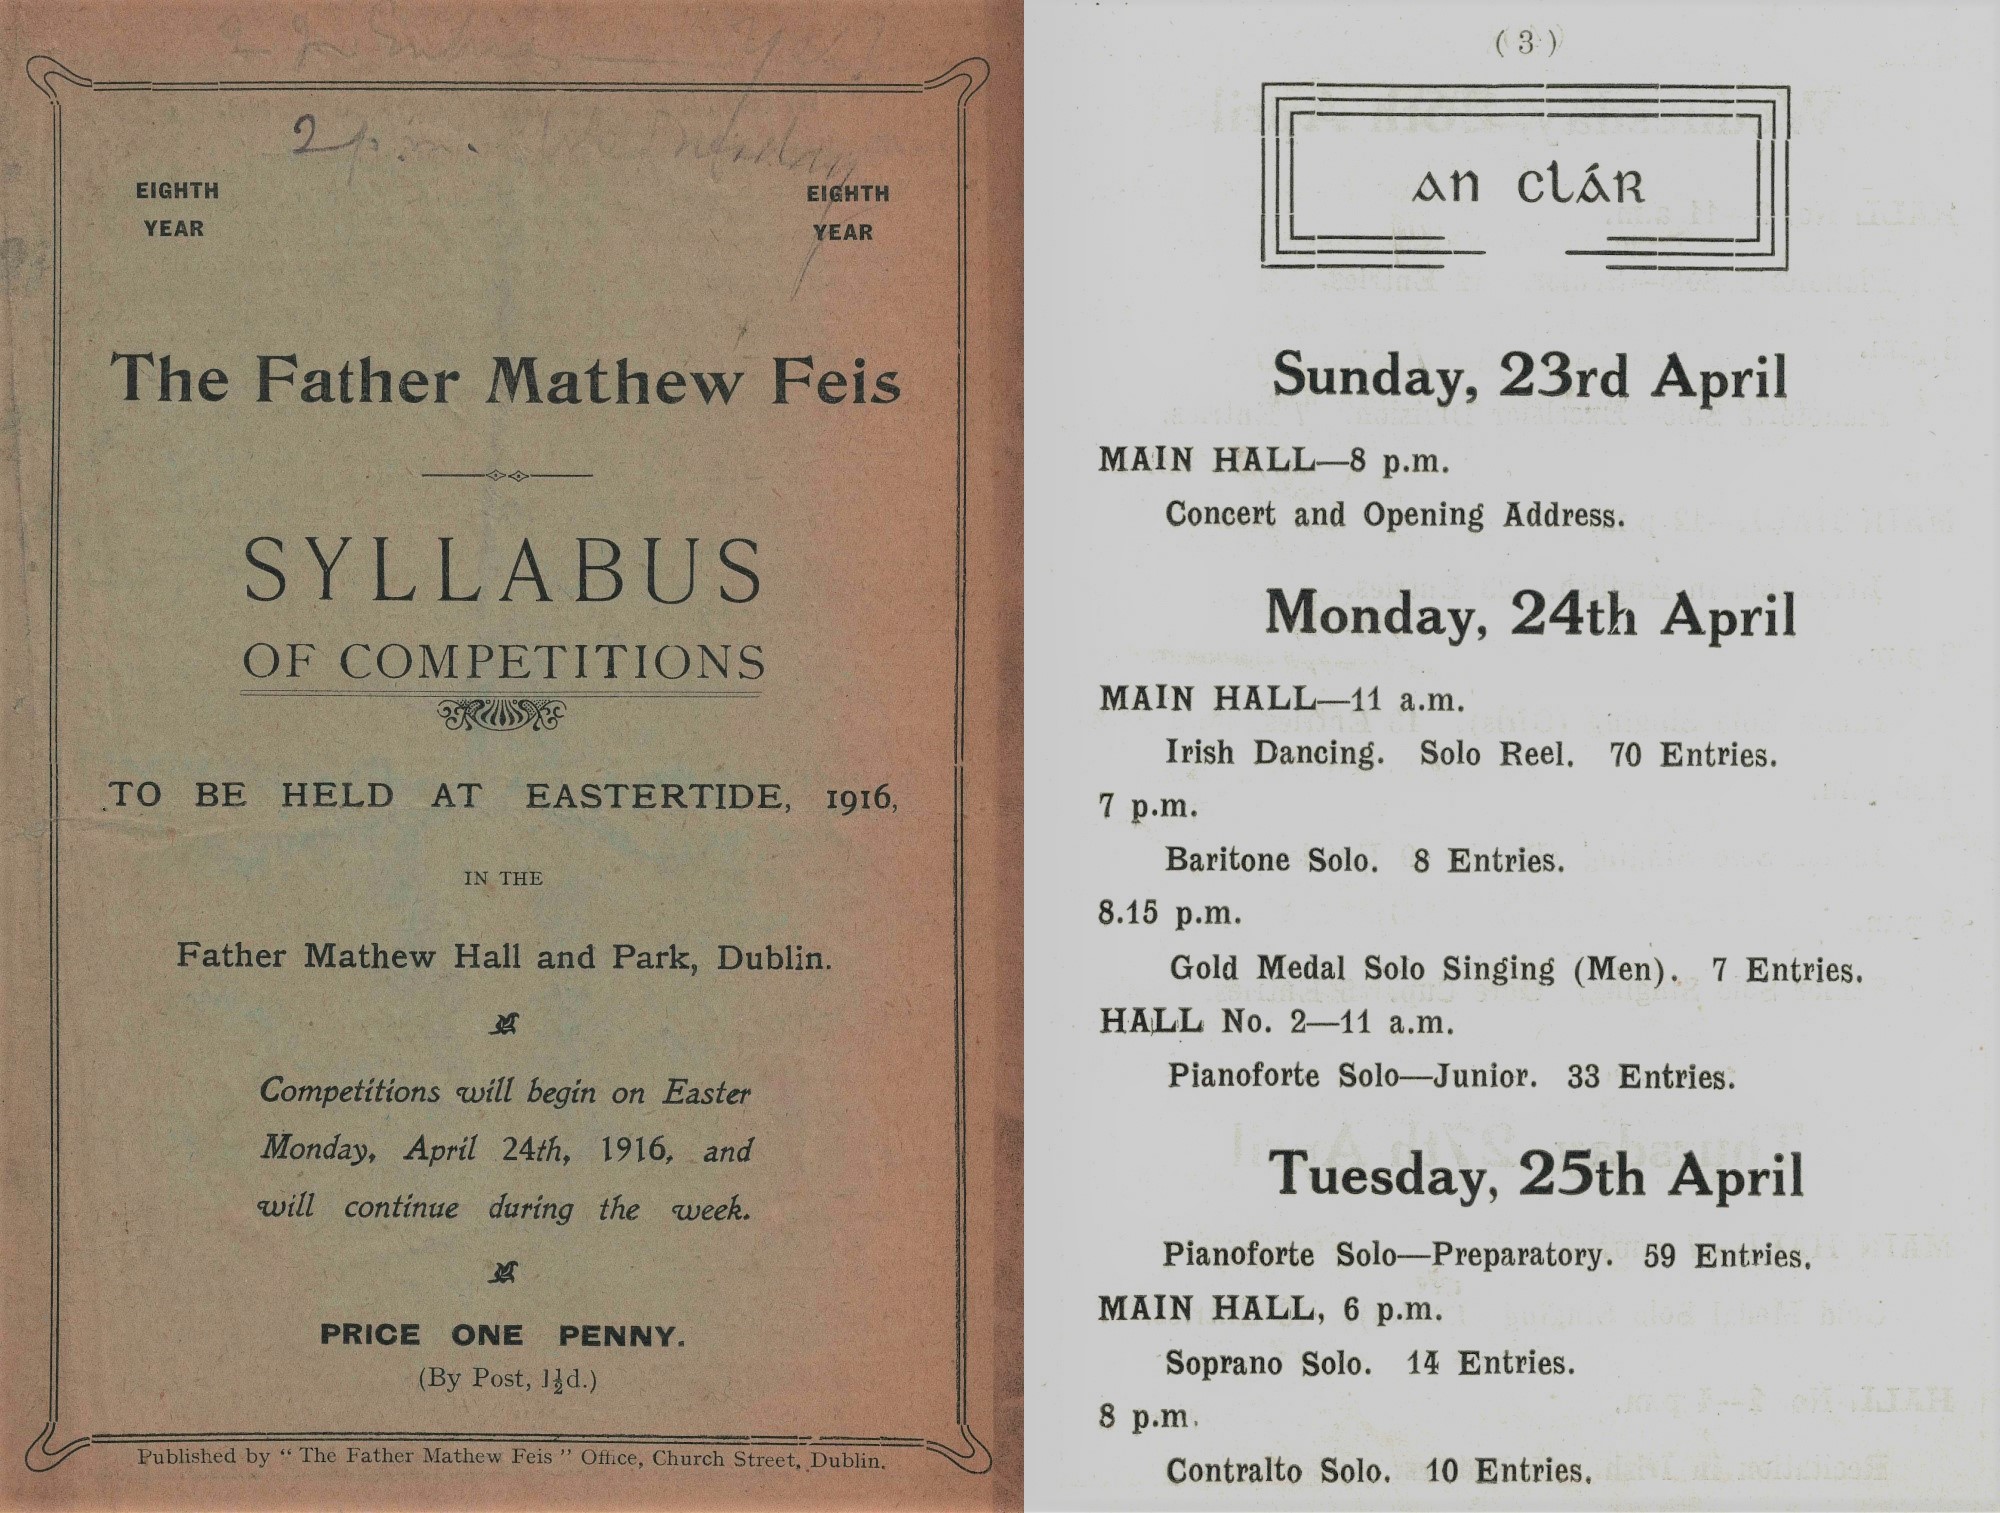 2 p.m.
EIGHTH
YEAR
EIGHTH
YEAR
The Father Mathew Feis
SYLLABUS
OF COMPETITIONS
TO BE HELD AT EASTERTIDE, 1916,
IN THE
Father Mathew Hall and Park, Dublin.
Competitions will begin on Easter
Monday, April 24th, 1916, and
will continue during the week.
PRICE ONE PENNY.
(By Post, 1½d.)
Published by “ The Father Mathew Feis ” Office, Church Street, Dublin.
( 3 )
An Clár
Sunday, 23rd April
MAIN HALL—8 p.m.
Concert and Opening Address.
Monday, 24th April
MAIN HALL—11 a.m.
Irish Dancing. Solo Reel. 70 Entries.
7 p.m.
Baritone Solo. 8 Entries.
8.15 p.m.
Gold Medal Solo Singing (Men). 7 Entries.
HALL No. 2—11 a.m.
Pianoforte Solo—Junior. 33 Entries.
Tuesday, 25th April
Pianoforte Solo—Preparatory. 59 Entries.
MAIN HALL, 6 p.m.
Soprano Solo. 14 Entries.
8 p.m.
Contralto Solo. 10 Entries.